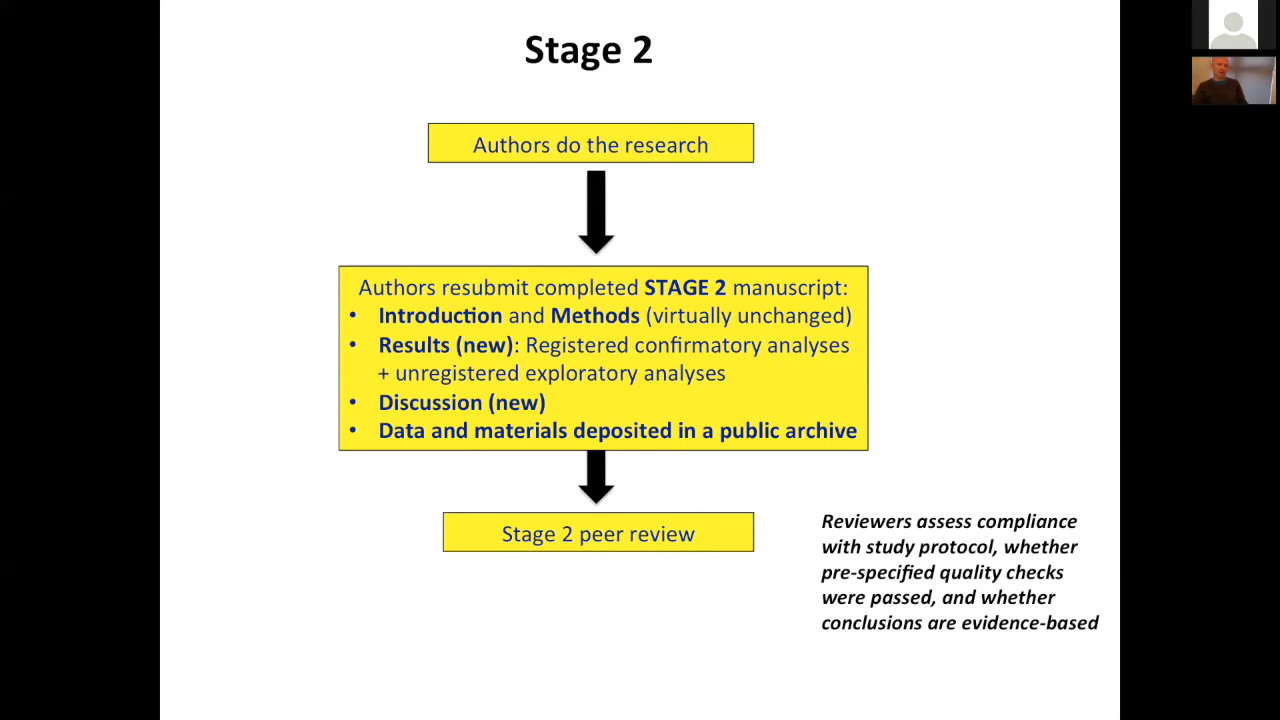 Stage 2
Authors do the research
Authors resubmit completed STAGE 2 manuscript:
• Introduction and Methods (virtually unchanged)
• Results (new): Registered confirmatory analyses
+ unregistered exploratory analyses
• Discussion (new)
• Data and materials deposited in a public archive
Stage 2 peer review
Reviewers assess compliance
with study protocol, whether
pre-specified quality checks
were passed, and whether
conclusions are evidence-based